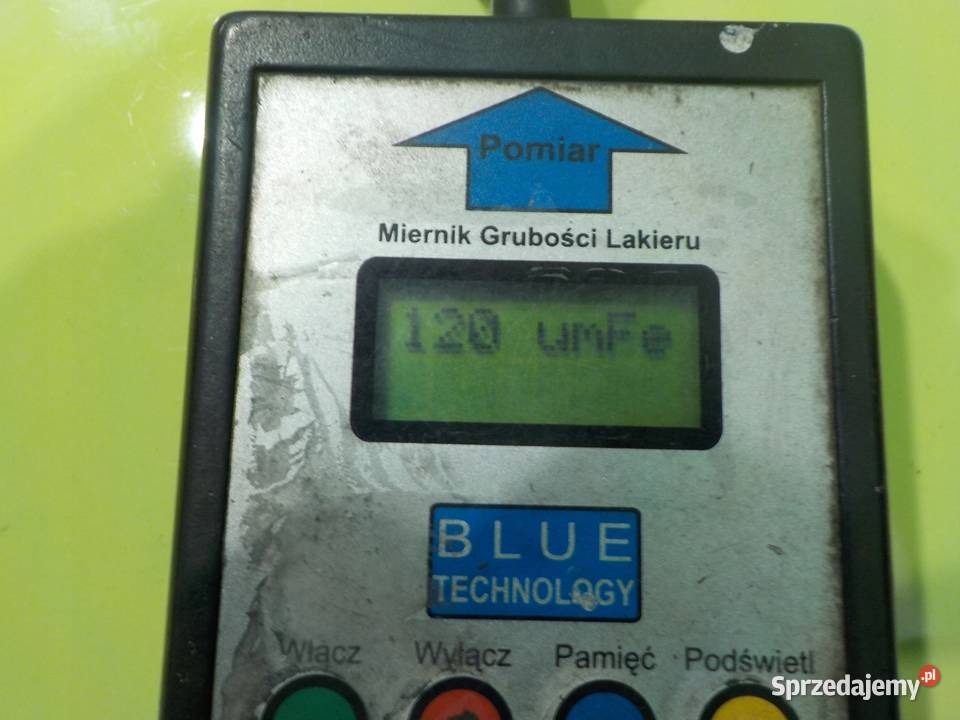 Pomiar
Miernik Grubości Lakieru
120 umFe
BLUE
TECHNOLOGY
Włącz Wyłącz Pamięć Podświetl
Sprzedajemy.pl